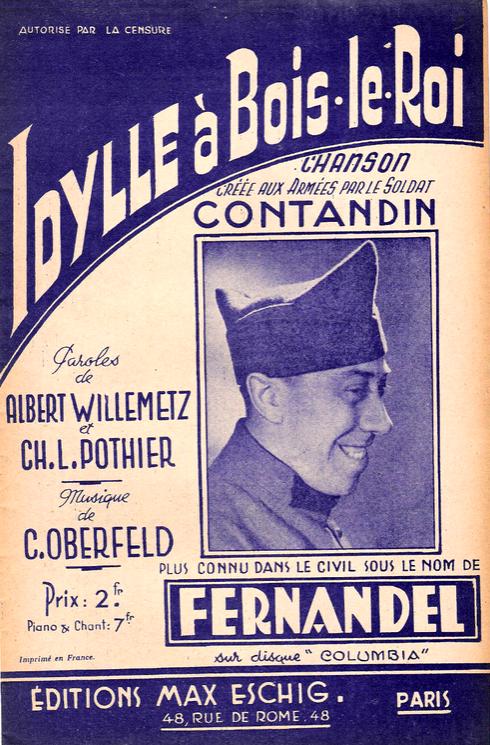 AUTORISÉ PAR LA CENSURE
IDYLLE à Bois-le-Roi
CHANSON
CRÉÉE AUX ARMÉES PAR LE SOLDAT
CONTANDIN
Paroles
de
ALBERT WILLEMETZ
et
CH.L.POTHIER
Musique
de
C.OBERFELD
PLUS CONNU DANS LE CIVIL SOUS LE NOM DE
FERNANDEL
Prix: 2.fr
Piano & Chant: 7fr
sur disque "COLUMBIA"
Imprimé en France.
ÉDITIONS MAX ESCHIG.
48, RUE DE ROME. 48
PARIS